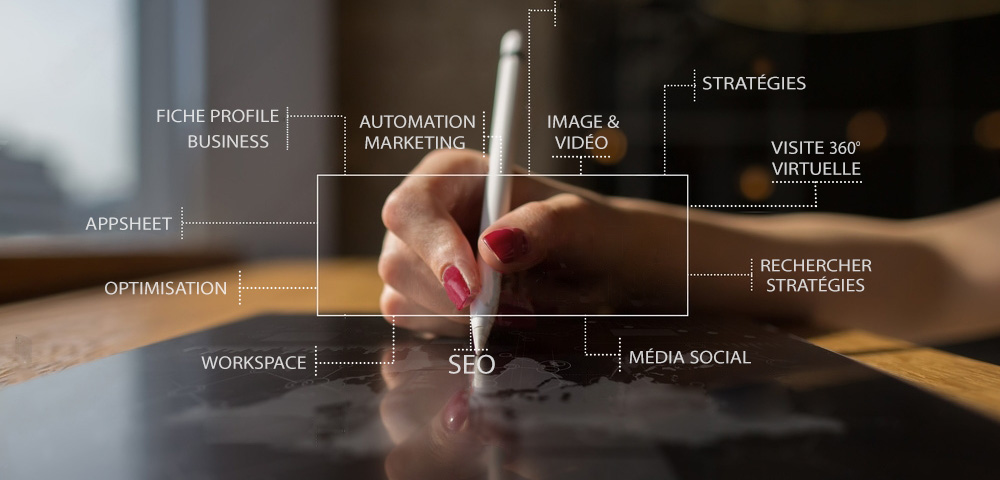 STRATÉGIES
FICHE PROFILE
BUSINESS
AUTOMATION
MARKETING
IMAGE &
VIDÉO
VISITE 360°
VIRTUELLE
APPSHEET
RECHERCHER
STRATÉGIES
OPTIMISATION
WORKSPACE
SEO
MÉDIA SOCIAL